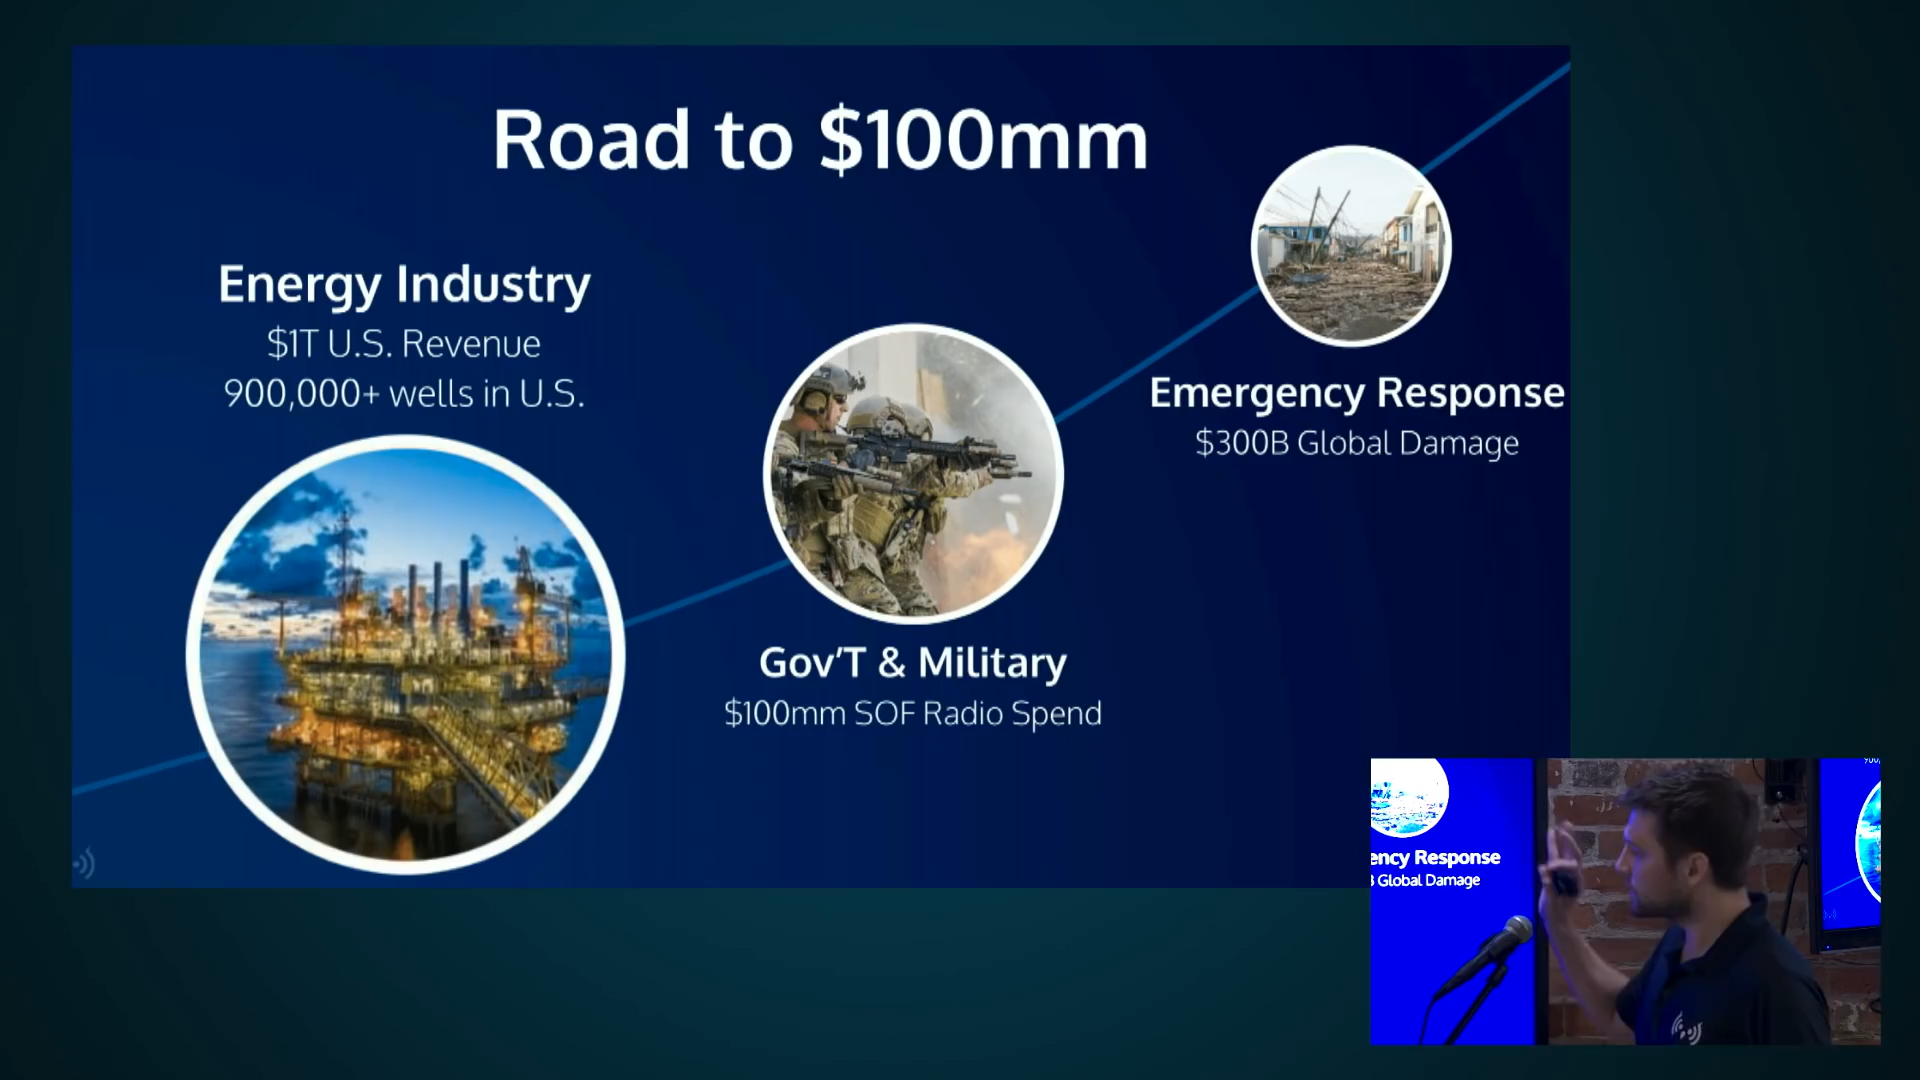 Road to $100mm
Energy Industry
$1T U.S. Revenue
900,000+ wells in U.S.
Gov'T & Military
$100mm SOF Radio Spend
Emergency Response
$300B Global Damage
ency Response
Global Damage